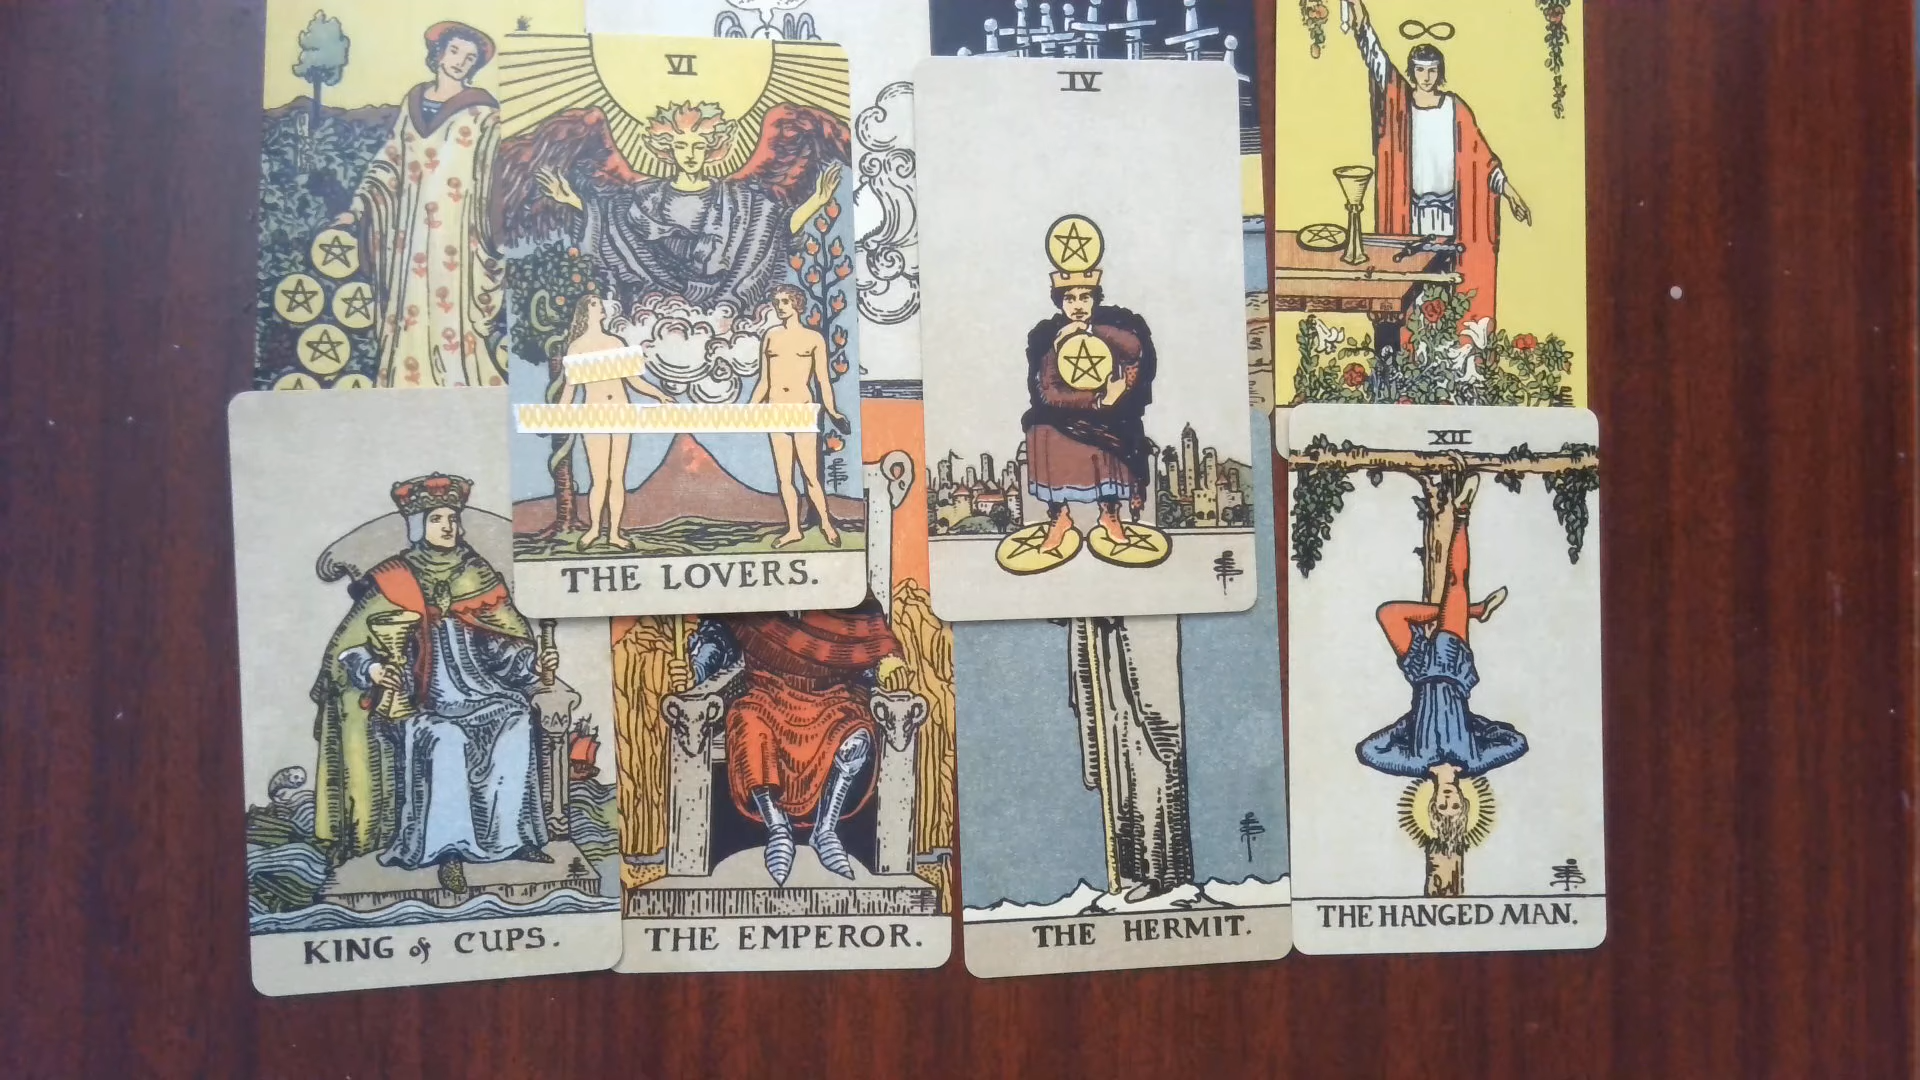 VI
IV
THE LOVERS.
XII
KING of CUPS.
THE EMPEROR.
THE HERMIT.
THE HANGED MAN.